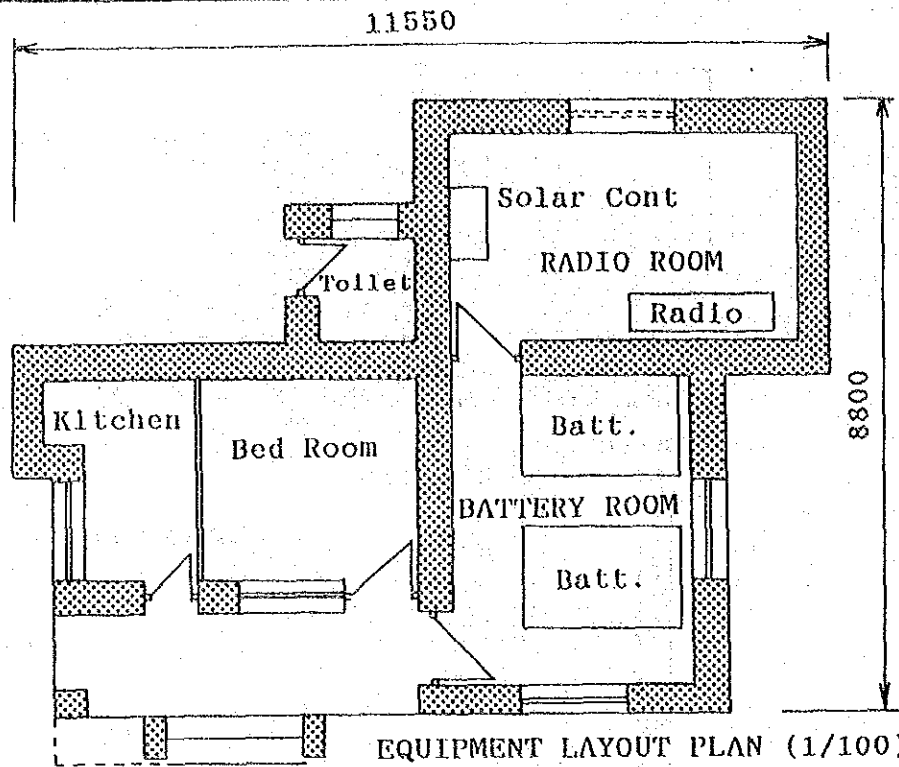 11550
Solar Cont
RADIO ROOM
Toilet
Radio
Kitchen
Bed Room
Batt.
8800
BATTERY ROOM
Batt.
EQUIPMENT LAYOUT PLAN (1/100)